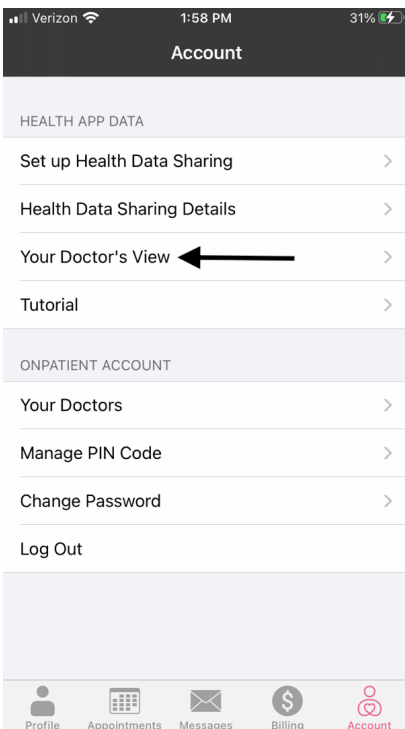 Verizon 1:58 PM 31%
Account
HEALTH APP DATA
Set up Health Data Sharing
Health Data Sharing Details
Your Doctor's View
Tutorial
ONPATIENT ACCOUNT
Your Doctors
Manage PIN Code
Change Password
Log Out
Profile Appointments Messages Billing Account